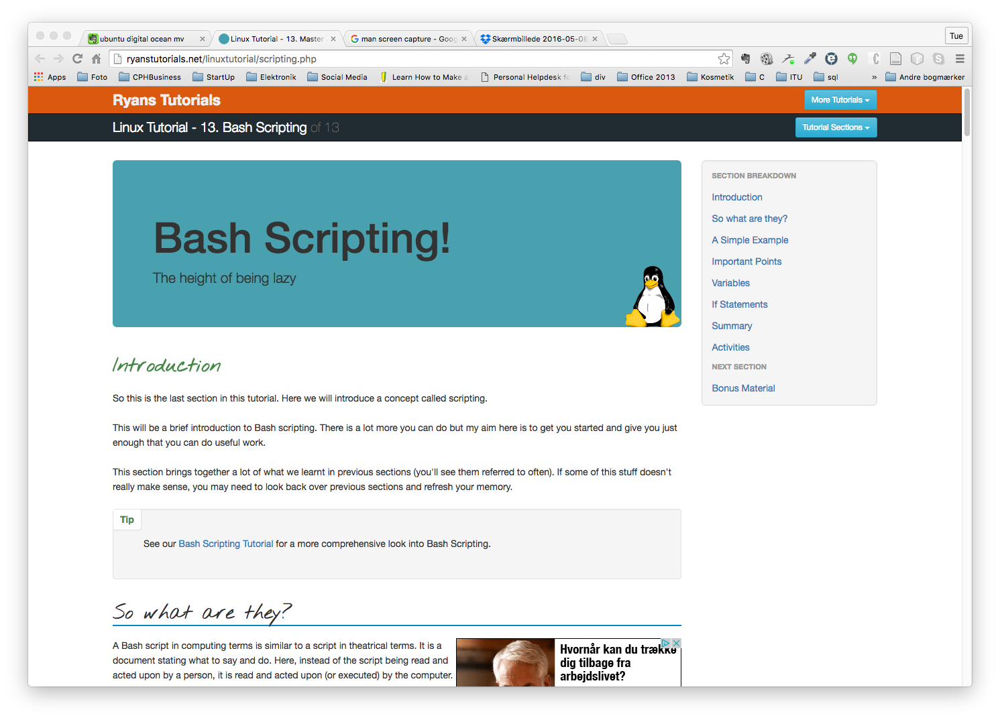 ubuntu digital ocean mv
Linux Tutorial - 13. Master
man screen capture - Goog
Skærmbillede 2016-05-08
Tue
ryanstutorials.net/linuxtutorial/scripting.php
Apps
Foto
CPHBusiness
StartUp
Elektronik
Social Media
Learn How to Make a
Personal Helpdesk fo
div
Office 2013
Kosmetik
C
ITU
sql
»
Andre bogmærker
Ryans Tutorials
More Tutorials
Linux Tutorial - 13. Bash Scripting of 13
Tutorial Sections
Bash Scripting!
The height of being lazy
SECTION BREAKDOWN
Introduction
So what are they?
A Simple Example
Important Points
Variables
If Statements
Summary
Activities
NEXT SECTION
Bonus Material
Introduction
So this is the last section in this tutorial. Here we will introduce a concept called scripting.
This will be a brief introduction to Bash scripting. There is a lot more you can do but my aim here is to get you started and give you just
enough that you can do useful work.
This section brings together a lot of what we learnt in previous sections (you'll see them referred to often). If some of this stuff doesn't
really make sense, you may need to look back over previous sections and refresh your memory.
Tip
See our Bash Scripting Tutorial for a more comprehensive look into Bash Scripting.
So what are they?
A Bash script in computing terms is similar to a script in theatrical terms. It is a
document stating what to say and do. Here, instead of the script being read and
acted upon by a person, it is read and acted upon (or executed) by the computer.
Hvornår kan du trække
dig tilbage fra
arbejdslivet?